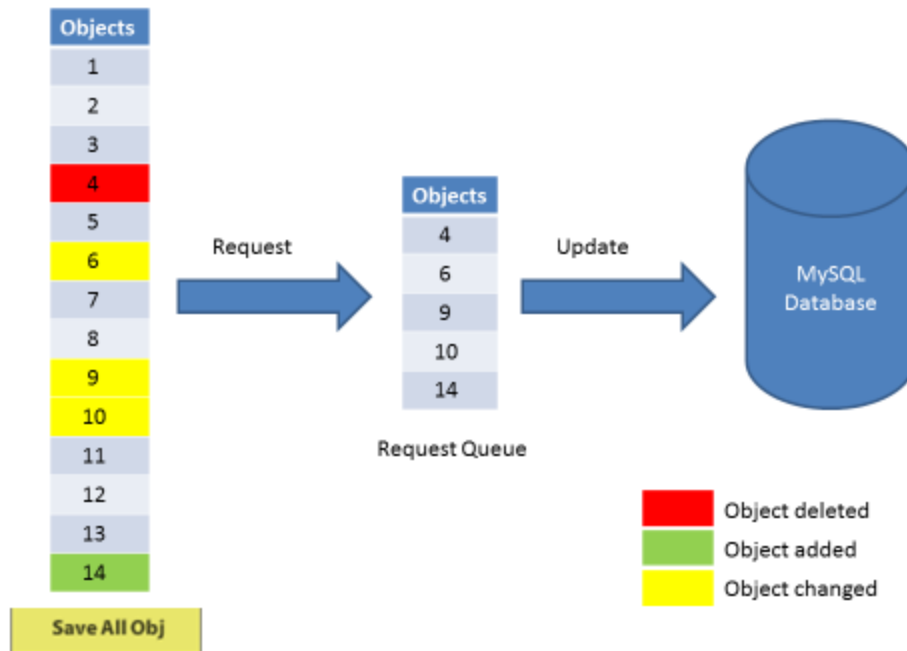 Objects
1
2
3
4
5
6
7
8
9
10
11
12
13
14
Save All Obj
Request
Objects
4
6
9
10
14
Request Queue
Update
MySQL
Database
Object deleted
Object added
Object changed